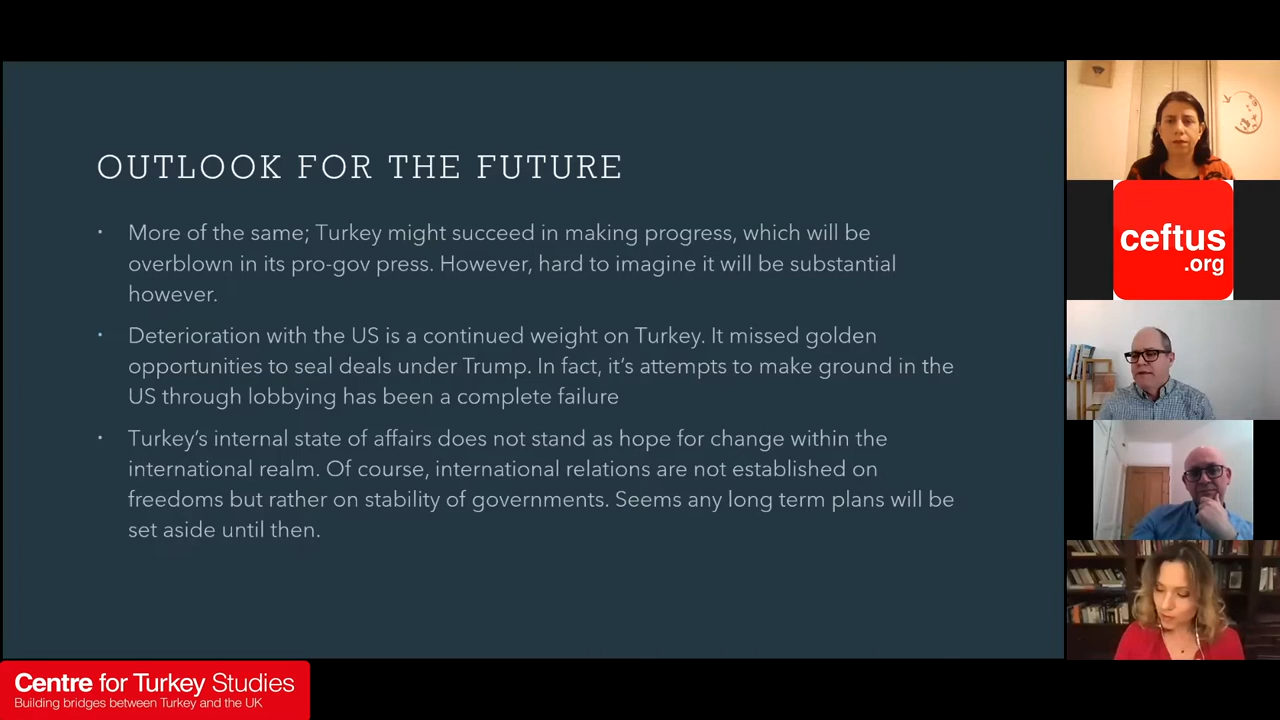 OUTLOOK FOR THE FUTURE
• More of the same; Turkey might succeed in making progress, which will be
overblown in its pro-gov press. However, hard to imagine it will be substantial
however.
• Deterioration with the US is a continued weight on Turkey. It missed golden
opportunities to seal deals under Trump. In fact, it's attempts to make ground in the
US through lobbying has been a complete failure
• Turkey's internal state of affairs does not stand as hope for change within the
international realm. Of course, international relations are not established on
freedoms but rather on stability of governments. Seems any long term plans will be
set aside until then.
ceftus
.org
Centre for Turkey Studies
Building bridges between Turkey and the UK